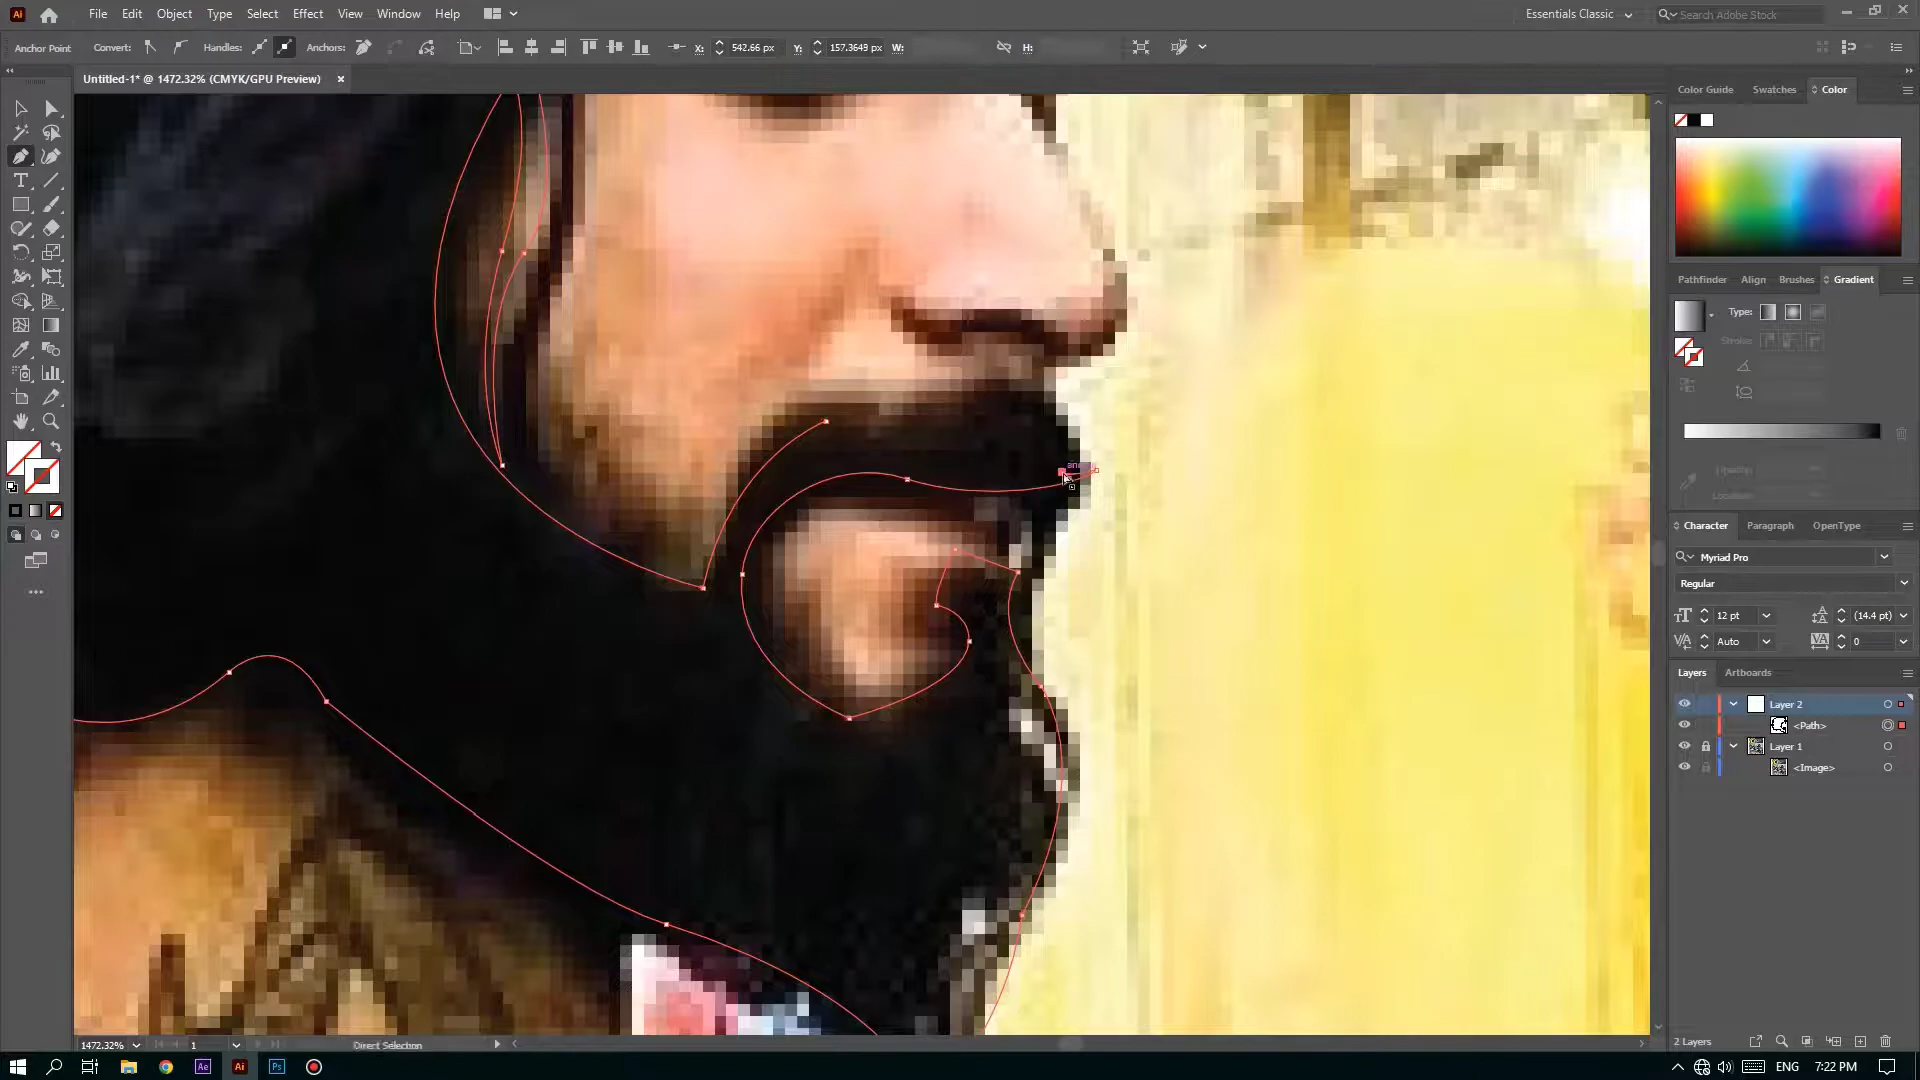 Ai File Edit Object Type Select Effect View Window Help Essentials Classic Search Adobe Stock
Anchor Point Convert: Handles: Anchors: X: 542.66 px Y: 157.3649 px W: H:
Untitled-1* @ 1472.32% (CMYK/GPU Preview) ×
Color Guide Swatches Color
Pathfinder Align Brushes Gradient
Type:
Stroke:
Opacity:
Location:
Character Paragraph OpenType
Myriad Pro
Regular
12 pt (14.4 pt)
Auto 0
Layers Artboards
Layer 2
<Path>
Layer 1
<Image>
2 Layers
1472.32% 1 Direct Selection
Ae Ai Ps ENG 7:22 PM